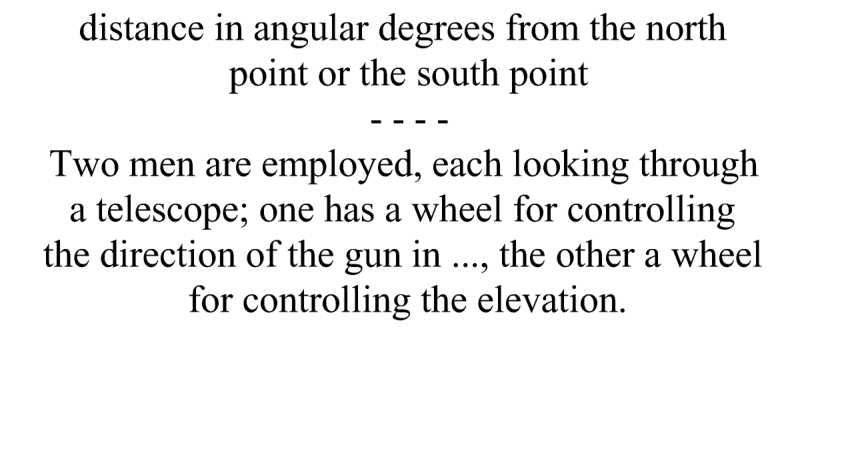 distance in angular degrees from the north
point or the south point
- - - -
Two men are employed, each looking through
a telescope; one has a wheel for controlling
the direction of the gun in ..., the other a wheel
for controlling the elevation.